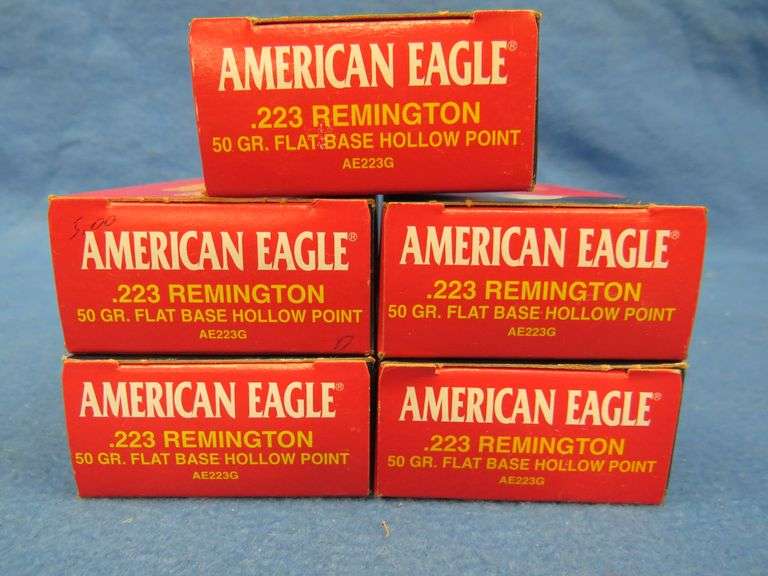 AMERICAN EAGLE®
.223 REMINGTON
50 GR. FLAT BASE HOLLOW POINT
AE223G
5.00
AMERICAN EAGLE®
.223 REMINGTON
50 GR. FLAT BASE HOLLOW POINT
AE223G
AMERICAN EAGLE®
.223 REMINGTON
50 GR. FLAT BASE HOLLOW POINT
AE223G
AMERICAN EAGLE®
.223 REMINGTON
50 GR. FLAT BASE HOLLOW POINT
AE223G
AMERICAN EAGLE®
.223 REMINGTON
50 GR. FLAT BASE HOLLOW POINT
AE223G